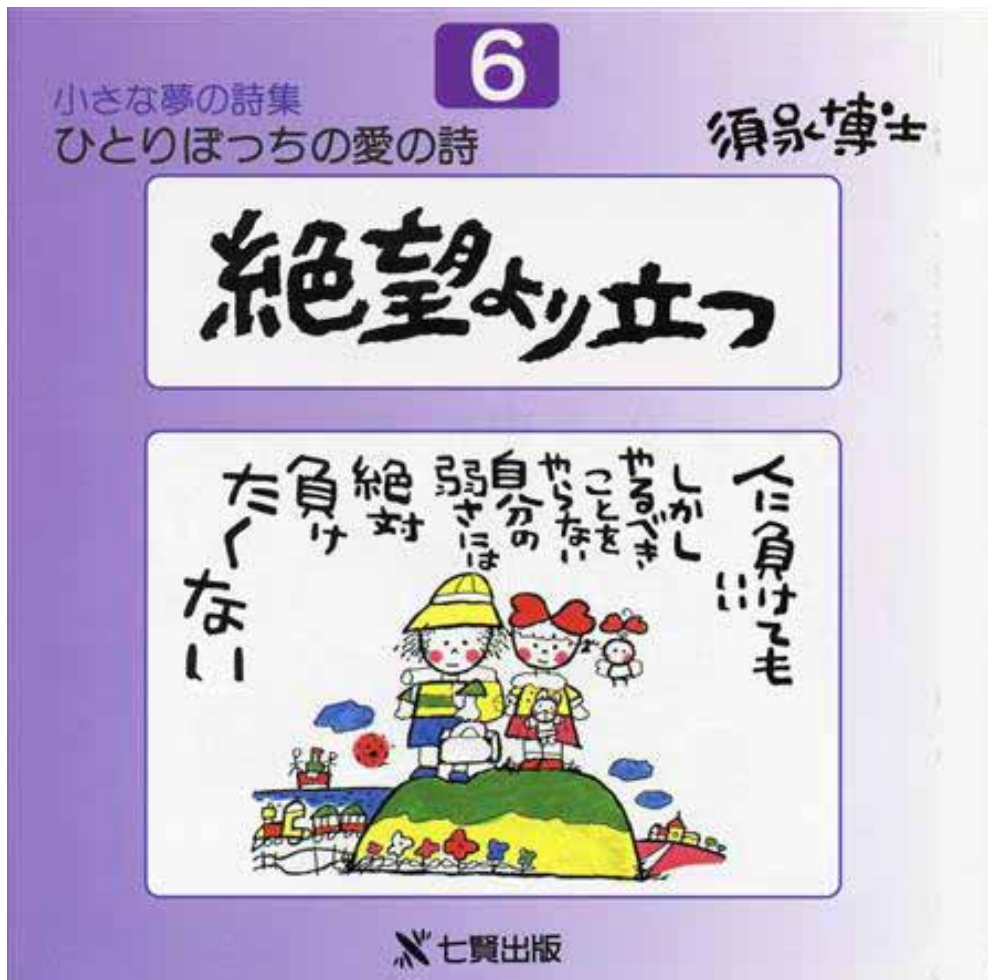 6
小さな夢の詩集
ひとりぼっちの愛の詩
須永博士
絶望より立つ
人に負けても
いい
しかし
やるべき
ことを
やらない
自分の
弱さには
絶対
負け
たくない
七賢出版